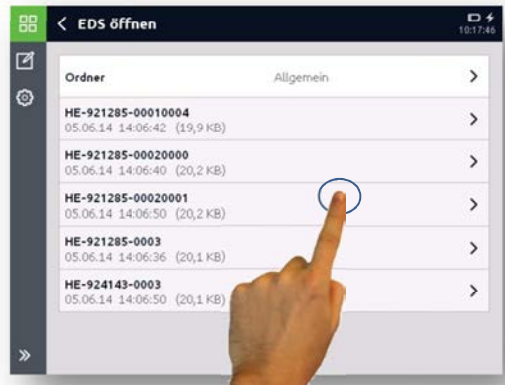 EDS öffnen
10:17:46
Ordner Allgemein
HE-921285-00010004
05.06.14 14:06:42 (19,9 KB)
HE-921285-00020000
05.06.14 14:06:40 (20,2 KB)
HE-921285-00020001
05.06.14 14:06:50 (20,2 KB)
HE-921285-0003
05.06.14 14:06:36 (20,1 KB)
HE-924143-0003
05.06.14 14:06:50 (20,1 KB)